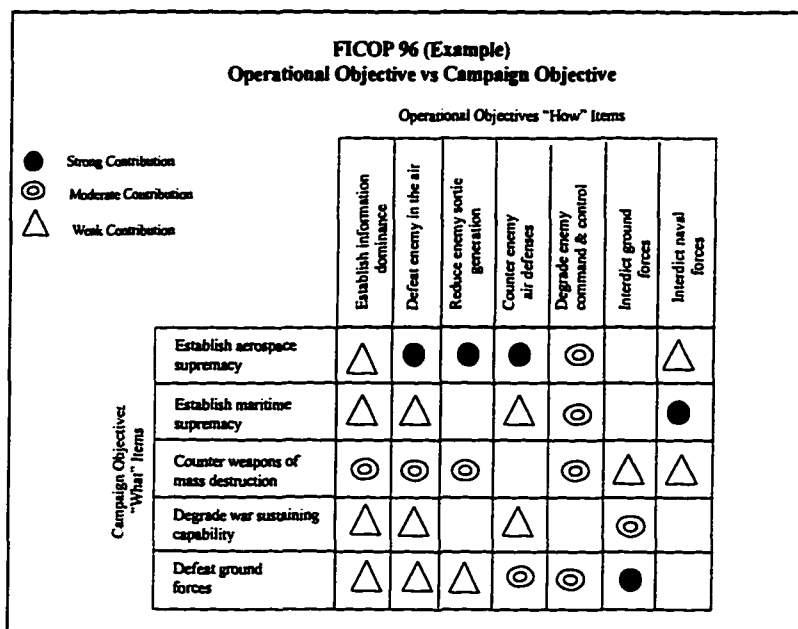 FICOP 96 (Example)
Operational Objective vs Campaign Objective
Operational Objectives "How" Items
Strong Contribution
Moderate Contribution
Weak Contribution
Establish information
dominance
Defeat enemy in the air
Reduce enemy sortie
generation
Counter enemy
air defenses
Degrade enemy
command & control
Interdict ground
forces
Interdict naval
forces
Campaign Objectives
"What" Items
Establish aerospace
supremacy
Establish maritime
supremacy
Counter weapons of
mass destruction
Degrade war sustaining
capability
Defeat ground
forces